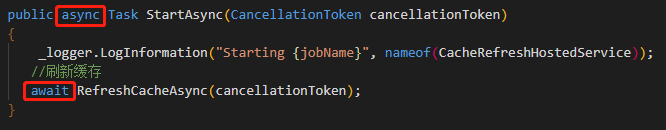 public async Task StartAsync(CancellationToken cancellationToken)
{
_logger.LogInformation("Starting {jobName}", nameof(CacheRefreshHostedService));
//刷新缓存
await RefreshCacheAsync(cancellationToken);
}